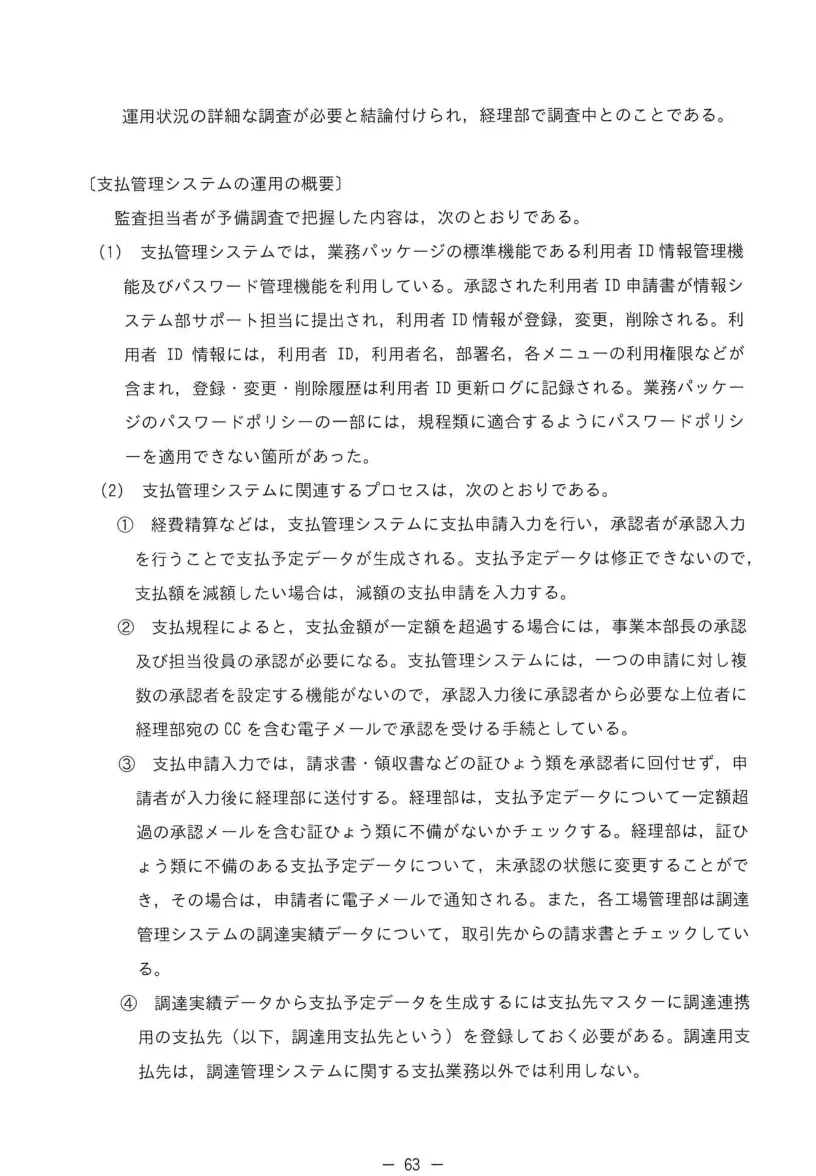 運用状況の詳細な調査が必要と結論付けられ，経理部で調査中とのことである。
〔支払管理システムの運用の概要〕
監査担当者が予備調査で把握した内容は，次のとおりである。
(1) 支払管理システムでは，業務パッケージの標準機能である利用者 ID 情報管理機
能及びパスワード管理機能を利用している。承認された利用者 ID 申請書が情報シ
ステム部サポート担当に提出され，利用者 ID 情報が登録，変更，削除される。利
用者 ID 情報には，利用者 ID，利用者名，部署名，各メニューの利用権限などが
含まれ，登録・変更・削除履歴は利用者 ID 更新ログに記録される。業務パッケー
ジのパスワードポリシーの一部には，規程類に適合するようにパスワードポリシ
ーを適用できない箇所があった。
(2) 支払管理システムに関連するプロセスは，次のとおりである。
① 経費精算などは，支払管理システムに支払申請入力を行い，承認者が承認入力
を行うことで支払予定データが生成される。支払予定データは修正できないので，
支払額を減額したい場合は，減額の支払申請を入力する。
② 支払規程によると，支払金額が一定額を超過する場合には，事業本部長の承認
及び担当役員の承認が必要になる。支払管理システムには，一つの申請に対し複
数の承認者を設定する機能がないので，承認入力後に承認者から必要な上位者に
経理部宛の CC を含む電子メールで承認を受ける手続としている。
③ 支払申請入力では，請求書・領収書などの証ひょう類を承認者に回付せず，申
請者が入力後に経理部に送付する。経理部は，支払予定データについて一定額超
過の承認メールを含む証ひょう類に不備がないかチェックする。経理部は，証ひ
ょう類に不備のある支払予定データについて，未承認の状態に変更することがで
き，その場合は，申請者に電子メールで通知される。また，各工場管理部は調達
管理システムの調達実績データについて，取引先からの請求書とチェックしてい
る。
④ 調達実績データから支払予定データを生成するには支払先マスターに調達連携
用の支払先（以下，調達用支払先という）を登録しておく必要がある。調達用支
払先は，調達管理システムに関する支払業務以外では利用しない。
－ 63 －